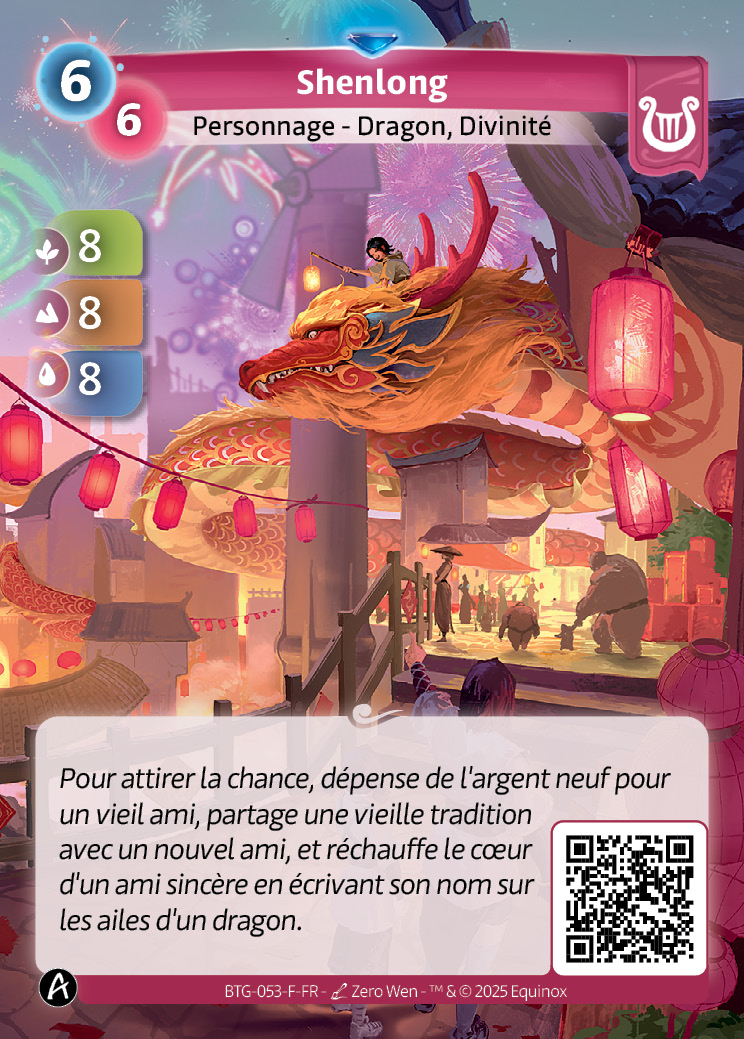 6
Shenlong
6
Personnage - Dragon, Divinité
8
8
8
Pour attirer la chance, dépense de l'argent neuf pour
un vieil ami, partage une vieille tradition
avec un nouvel ami, et réchauffe le cœur
d'un ami sincère en écrivant son nom sur
les ailes d'un dragon.
BTG-053-F-FR - Zero Wen - ™ & © 2025 Equinox